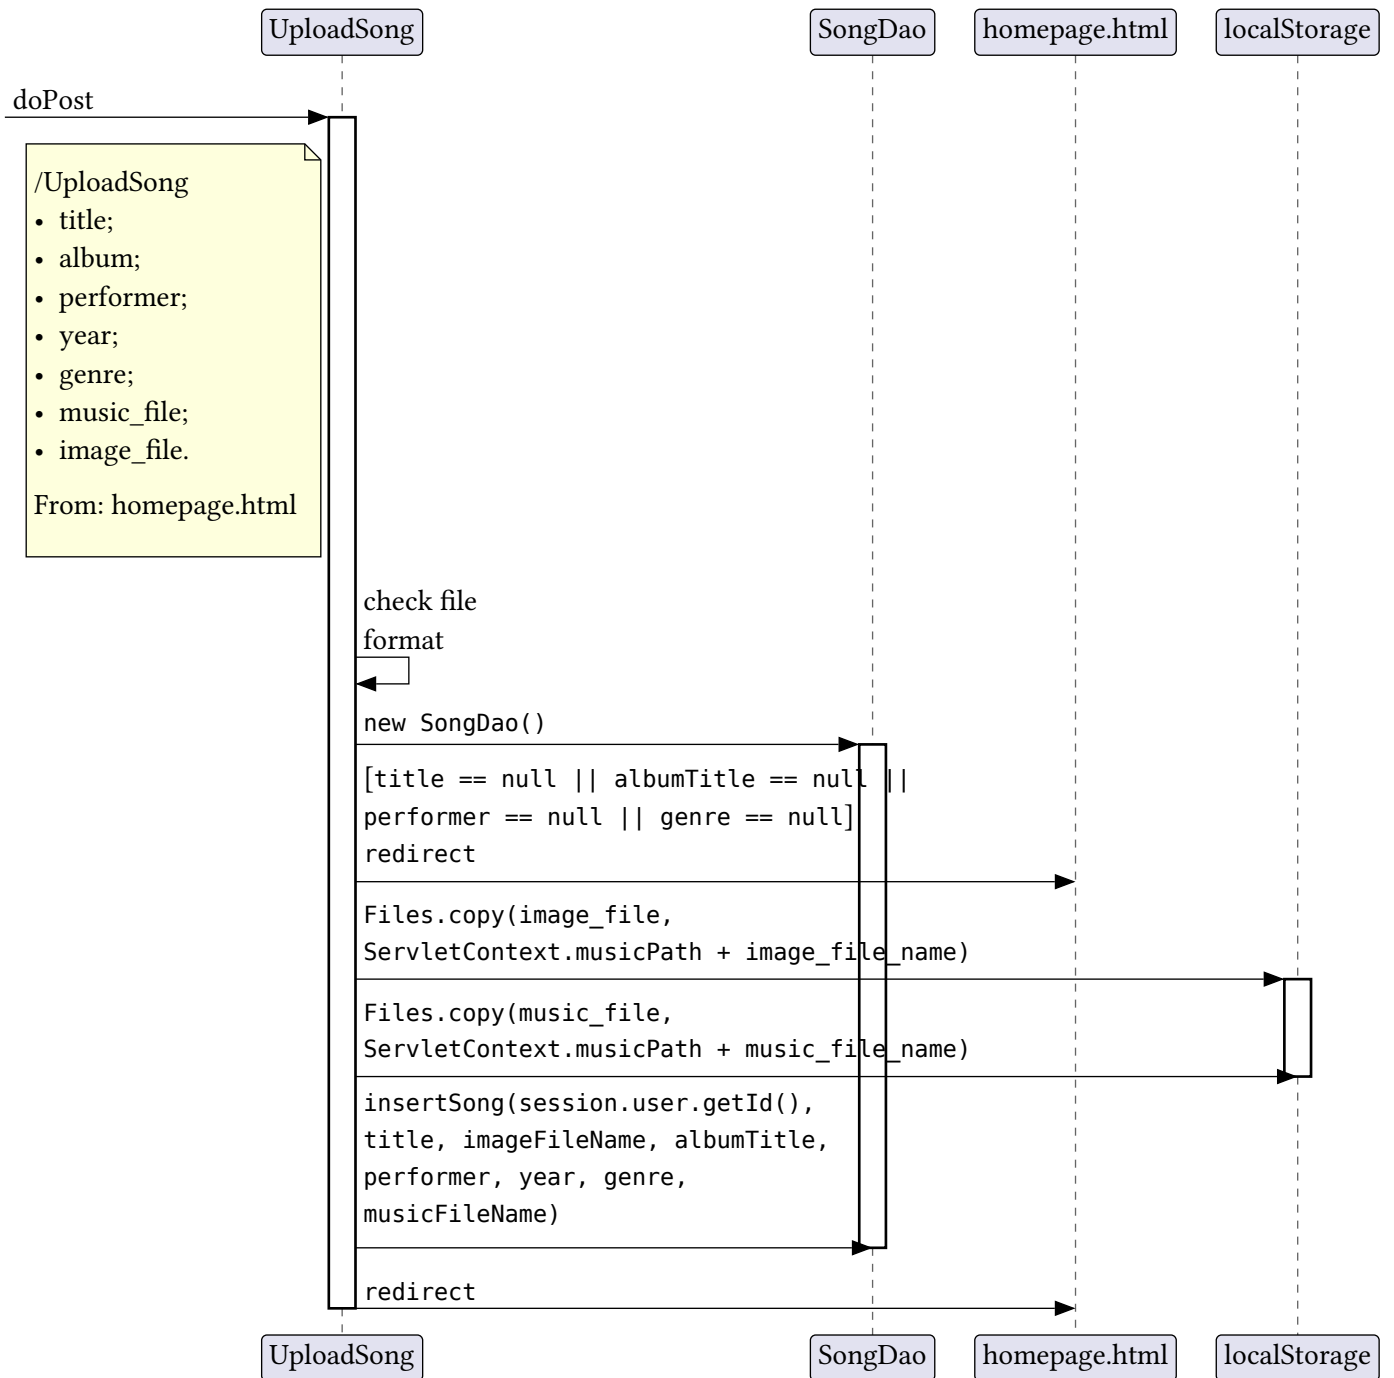 UploadSong
SongDao
homepage.html
localStorage
doPost
/UploadSong
• title;
• album;
• performer;
• year;
• genre;
• music_file;
• image_file.
From: homepage.html
check file
format
new SongDao()
[title == null || albumTitle == null ||
performer == null || genre == null]
redirect
Files.copy(image_file,
ServletContext.musicPath + image_file_name)
Files.copy(music_file,
ServletContext.musicPath + music_file_name)
insertSong(session.user.getId(),
title, imageFileName, albumTitle,
performer, year, genre,
musicFileName)
redirect
UploadSong
SongDao
homepage.html
localStorage